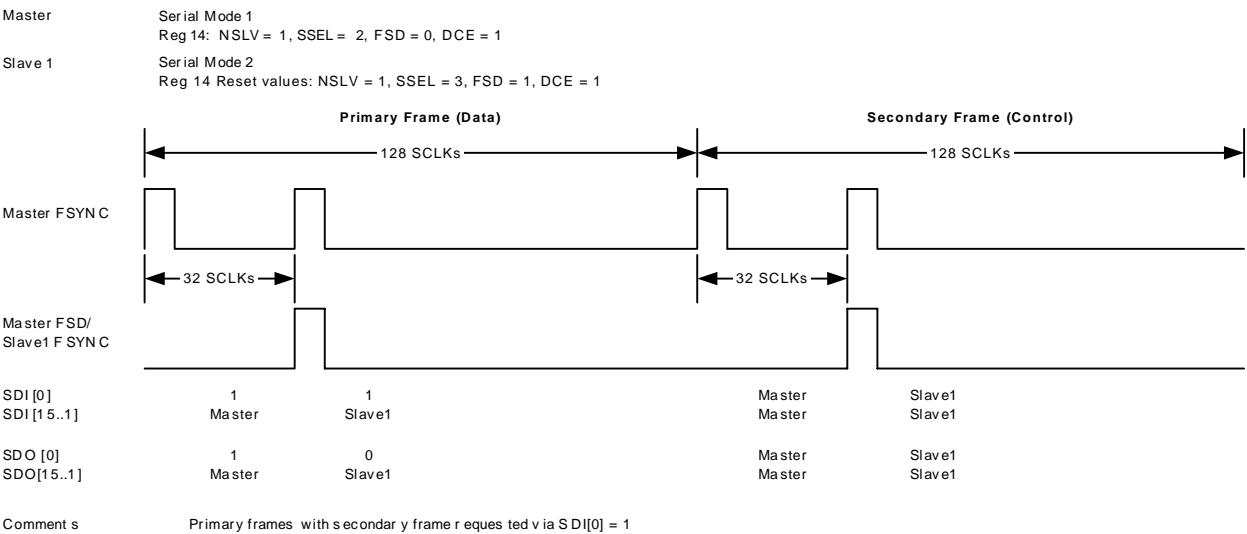 Master Serial Mode 1
Reg 14: NSLV = 1, SSEL = 2, FSD = 0, DCE = 1
Slave 1 Serial Mode 2
Reg 14 Reset values: NSLV = 1, SSEL = 3, FSD = 1, DCE = 1
Primary Frame (Data) Secondary Frame (Control)
128 SCLKs 128 SCLKs
Master FSYNC
32 SCLKs 32 SCLKs
Master FSD/
Slave1 FSYNC
SDI[0] 1 1 Master Slave1
SDI[15..1] Master Slave1 Master Slave1
SDO[0] 1 0 Master Slave1
SDO[15..1] Master Slave1 Master Slave1
Comments Primary frames with secondary frame requested via SDI[0] = 1